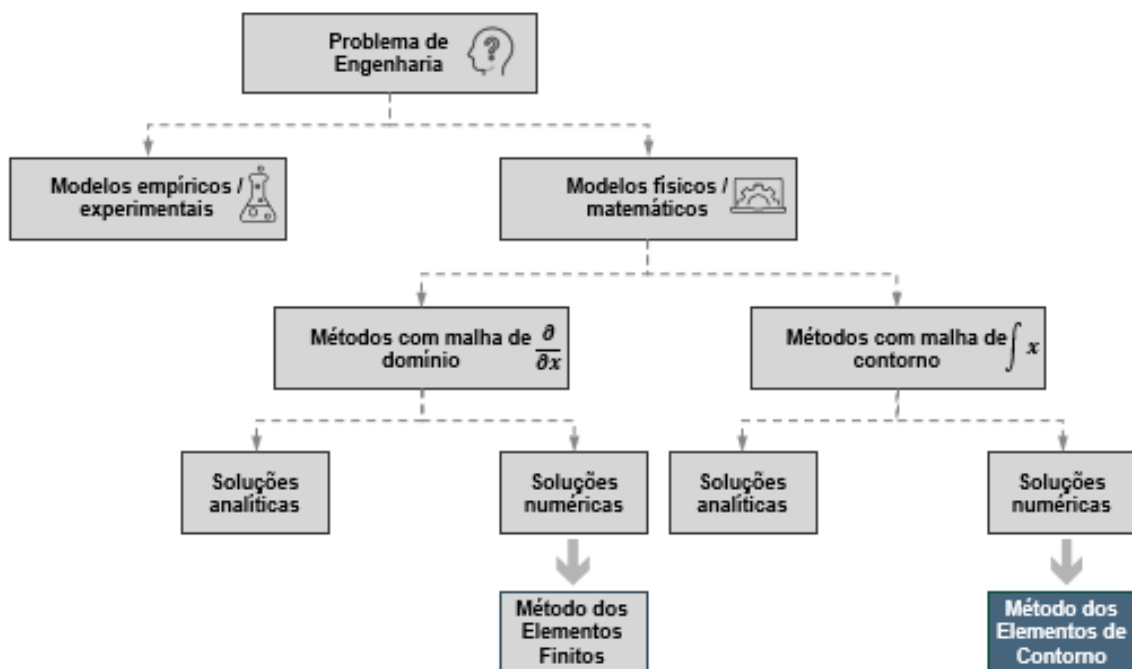 Problema de
Engenharia
Modelos empíricos /
experimentais
Modelos físicos /
matemáticos
Métodos com malha de ∂/∂x
domínio
Métodos com malha de ∫ x
contorno
Soluções
analíticas
Soluções
numéricas
Soluções
analíticas
Soluções
numéricas
Método dos
Elementos
Finitos
Método dos
Elementos de
Contorno